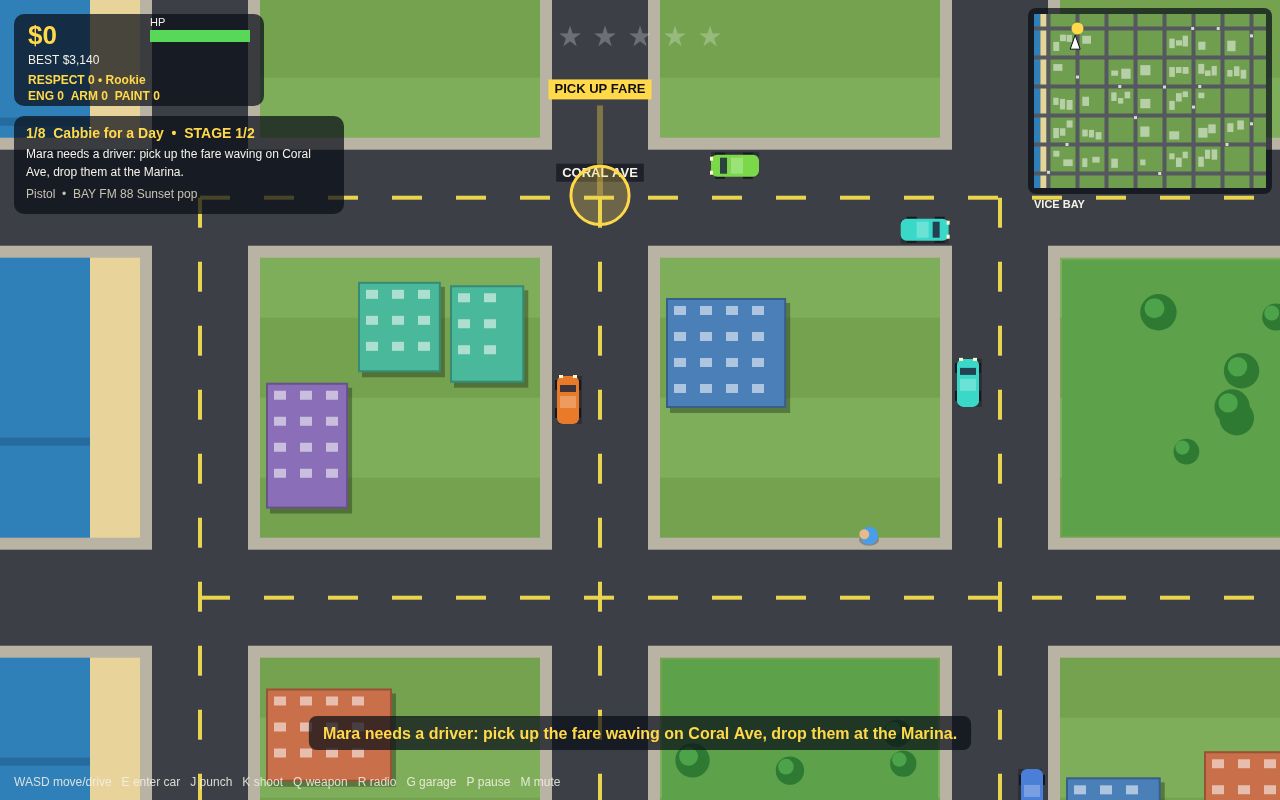 $0
HP
BEST $3,140
RESPECT 0 • Rookie
ENG 0 ARM 0 PAINT 0
★ ★ ★ ★ ★
PICK UP FARE
CORAL AVE
1/8 Cabbie for a Day • STAGE 1/2
Mara needs a driver: pick up the fare waving on Coral
Ave, drop them at the Marina.
Pistol • BAY FM 88 Sunset pop
VICE BAY
Mara needs a driver: pick up the fare waving on Coral Ave, drop them at the Marina.
WASD move/drive E enter car J punch K shoot Q weapon R radio G garage P pause M mute